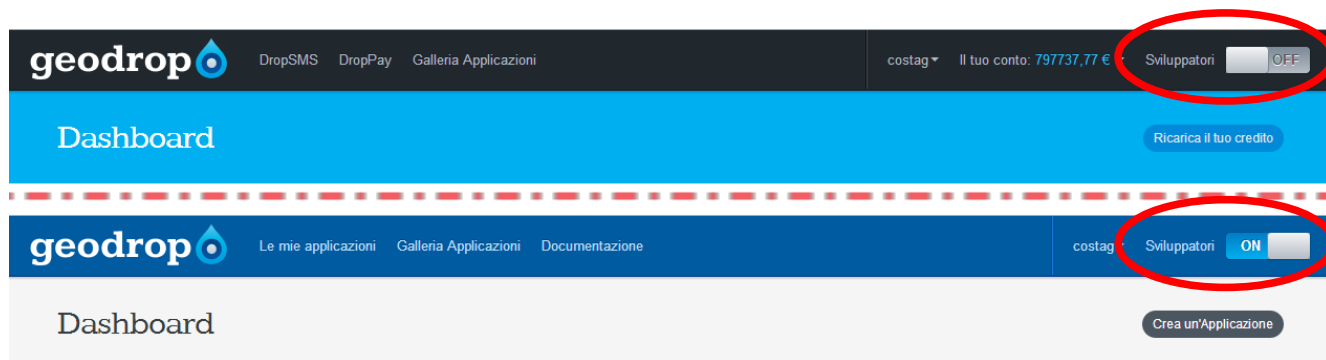 geodrop DropSMS DropPay Galleria Applicazioni costag Il tuo conto: 797737,77 € Sviluppatori OFF
Dashboard Ricarica il tuo credito
geodrop Le mie applicazioni Galleria Applicazioni Documentazione costag Sviluppatori ON
Dashboard Crea un'Applicazione